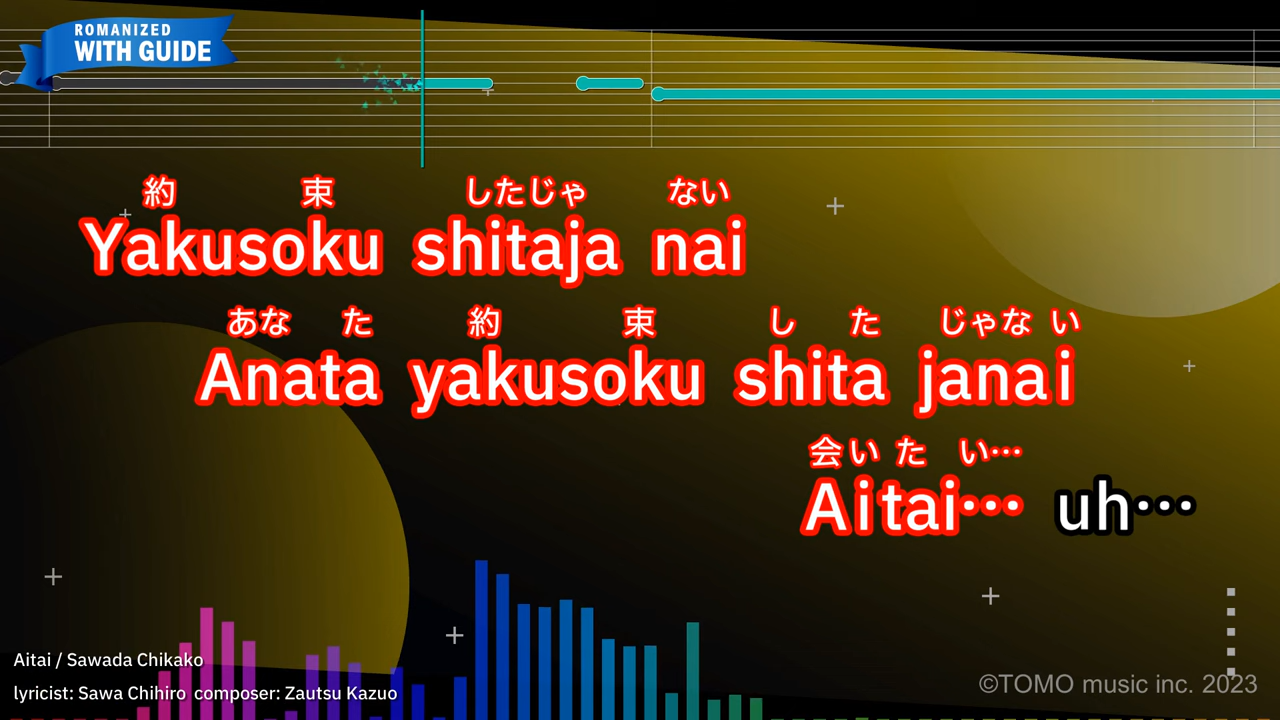 ROMANIZED
WITH GUIDE
約 束 したじゃ ない
Yakusoku shitaja nai
あな た 約 束 し た じゃな い
Anata yakusoku shita janai
会い た い…
Aitai… uh…
Aitai / Sawada Chikako
lyricist: Sawa Chihiro composer: Zautsu Kazuo
©TOMO music inc. 2023